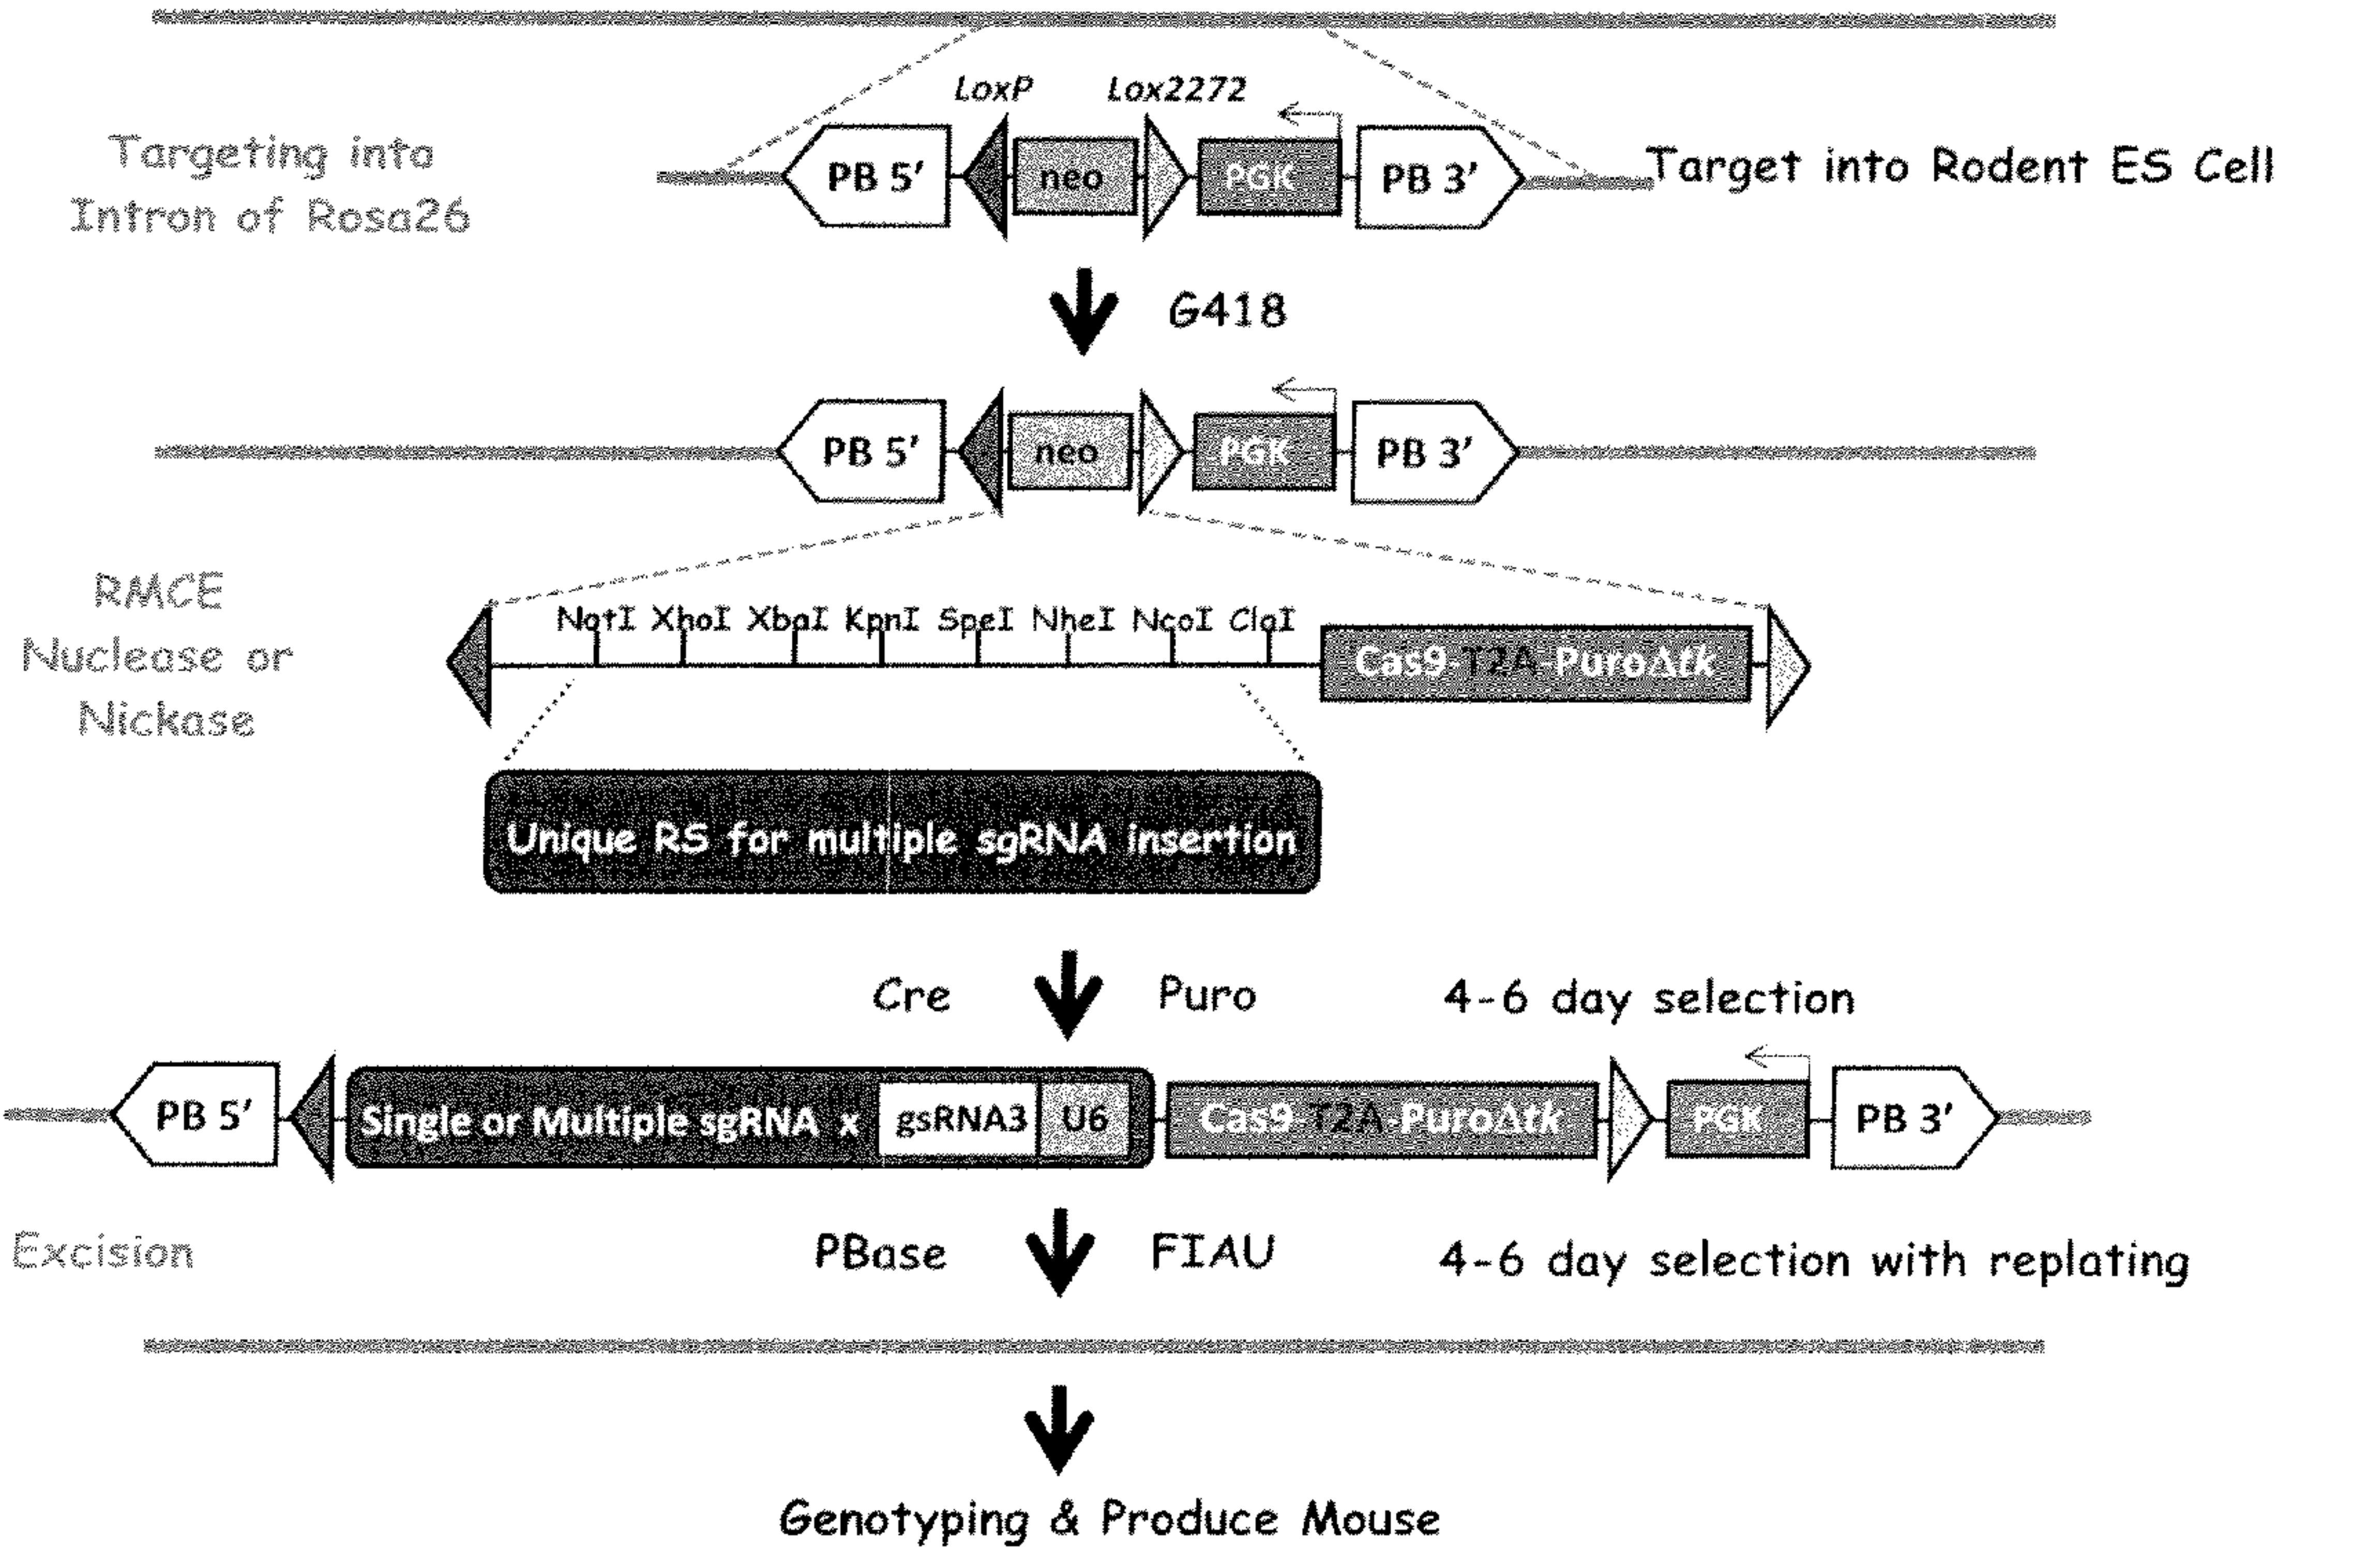 LoxP Lox2272
Targeting into
Intron of Rosa26
PB 5' neo PGK PB 3'
Target into Rodent ES Cell
G418
PB 5' neo PGK PB 3'
RMCE
Nuclease or
Nickase
NotI XhoI XbaI KpnI SpeI NheI NcoI ClaI
Cas9-T2A-PuroΔtk
Unique RS for multiple sgRNA insertion
Cre Puro 4-6 day selection
PB 5' Single or Multiple sgRNA x gsRNA3 U6 Cas9-T2A-PuroΔtk PGK PB 3'
Excision
PBase FIAU 4-6 day selection with replating
Genotyping & Produce Mouse